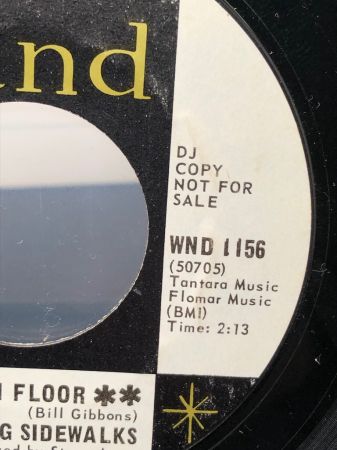 and
DJ
COPY
NOT FOR
SALE
WND 1156
(50705)
Tantara Music
Flomar Music
(BMI)
Time: 2:13
FLOOR **
(Bill Gibbons)
G SIDEWALKS